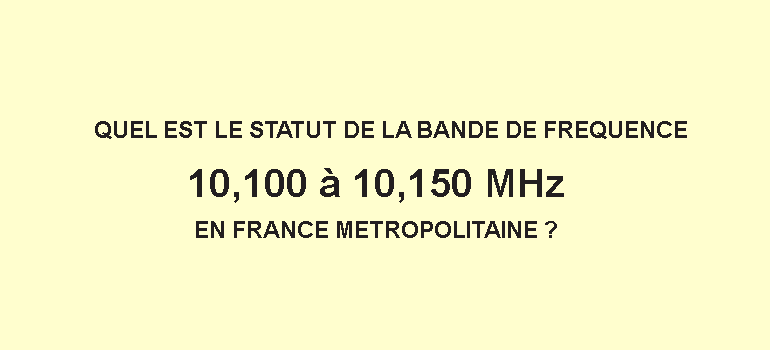 QUEL EST LE STATUT DE LA BANDE DE FREQUENCE
10,100 à 10,150 MHz
EN FRANCE METROPOLITAINE ?